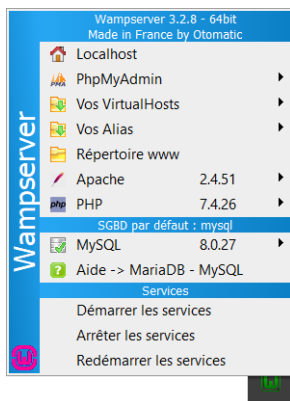 Wampserver 3.2.8 - 64bit
Made in France by Otomatic
Wampserver
Localhost
PMA PhpMyAdmin
Vos VirtualHosts
Vos Alias
Répertoire www
Apache 2.4.51
php PHP 7.4.26
SGBD par défaut : mysql
MySQL 8.0.27
? Aide -> MariaDB - MySQL
Services
Démarrer les services
Arrêter les services
Redémarrer les services